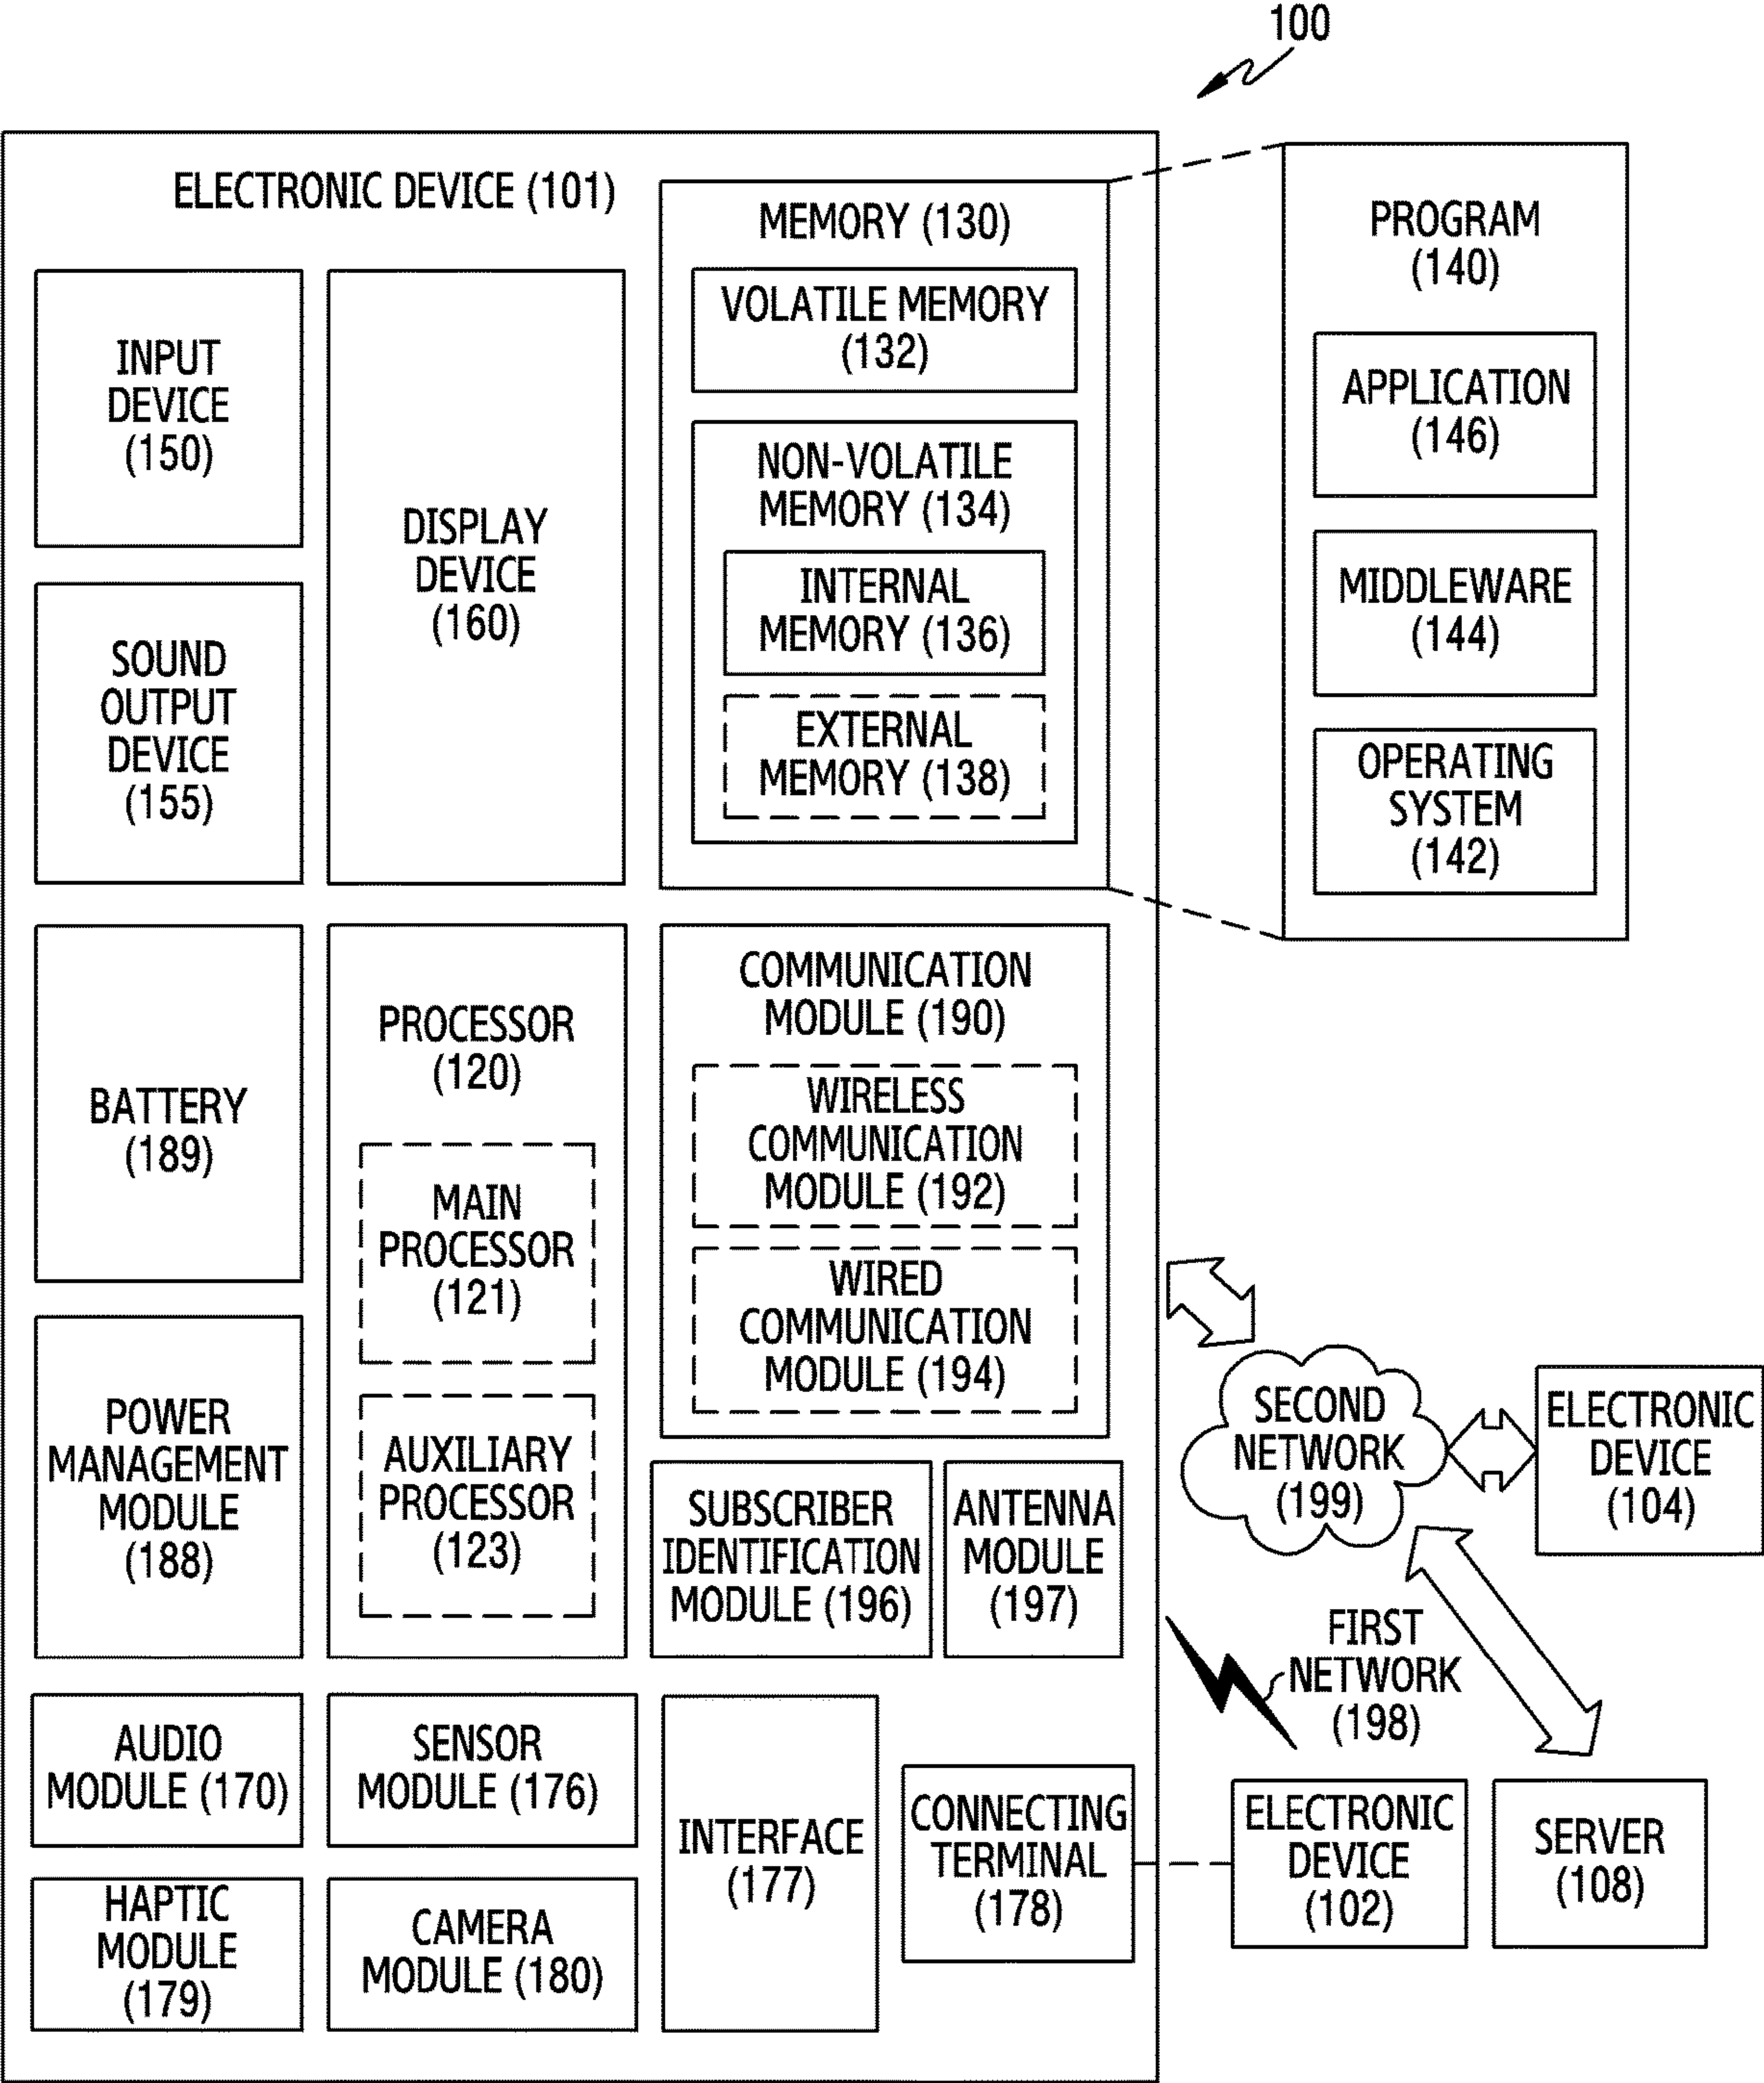 100
ELECTRONIC DEVICE (101)
INPUT
DEVICE
(150)
DISPLAY
DEVICE
(160)
SOUND
OUTPUT
DEVICE
(155)
MEMORY (130)
VOLATILE MEMORY
(132)
NON-VOLATILE
MEMORY (134)
INTERNAL
MEMORY (136)
EXTERNAL
MEMORY (138)
PROGRAM
(140)
APPLICATION
(146)
MIDDLEWARE
(144)
OPERATING
SYSTEM
(142)
BATTERY
(189)
POWER
MANAGEMENT
MODULE
(188)
PROCESSOR
(120)
MAIN
PROCESSOR
(121)
AUXILIARY
PROCESSOR
(123)
COMMUNICATION
MODULE (190)
WIRELESS
COMMUNICATION
MODULE (192)
WIRED
COMMUNICATION
MODULE (194)
SUBSCRIBER
IDENTIFICATION
MODULE (196)
ANTENNA
MODULE
(197)
SECOND
NETWORK
(199)
ELECTRONIC
DEVICE
(104)
FIRST
NETWORK
(198)
AUDIO
MODULE (170)
SENSOR
MODULE (176)
HAPTIC
MODULE
(179)
CAMERA
MODULE (180)
INTERFACE
(177)
CONNECTING
TERMINAL
(178)
ELECTRONIC
DEVICE
(102)
SERVER
(108)